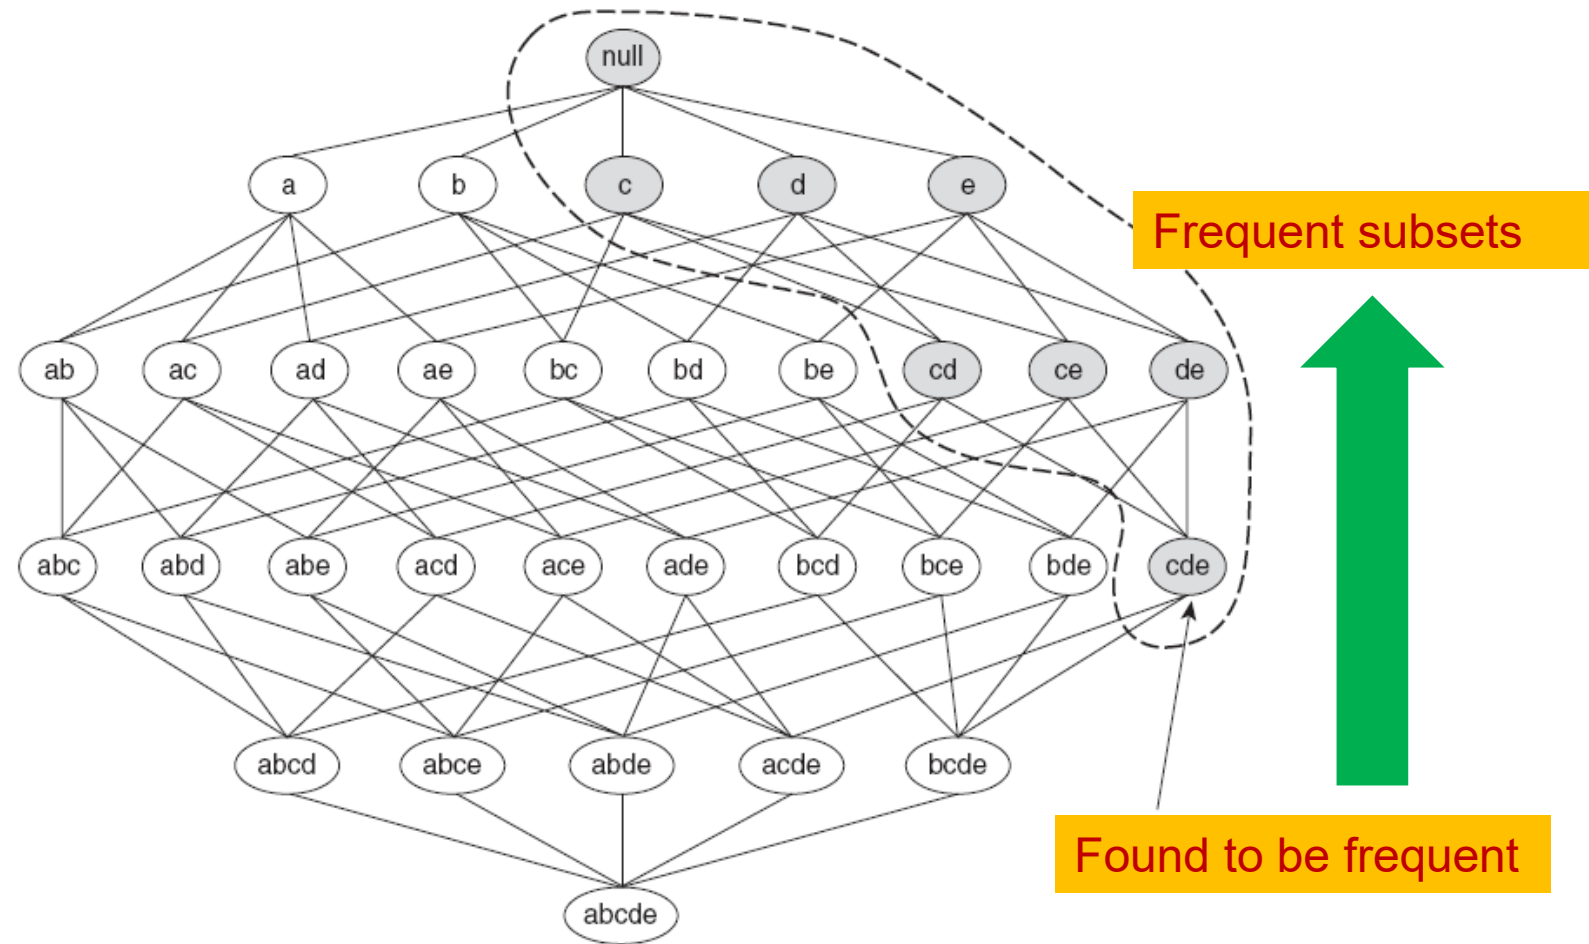 null
a b c d e
Frequent subsets
ab ac ad ae bc bd be cd ce de
abc abd abe acd ace ade bcd bce bde cde
abcd abce abde acde bcde
Found to be frequent
abcde